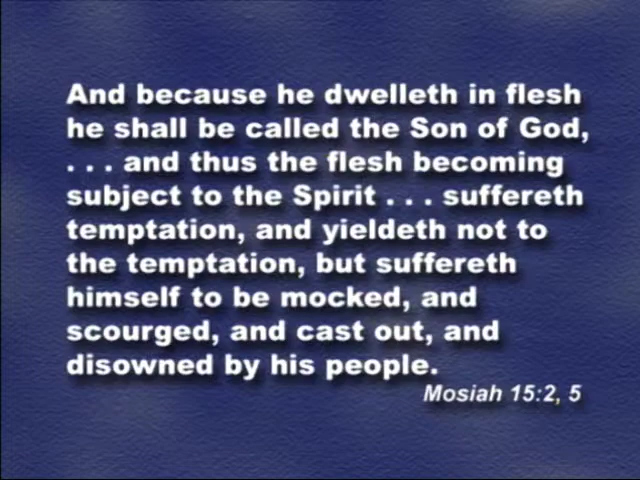 And because he dwelleth in flesh
he shall be called the Son of God,
. . . and thus the flesh becoming
subject to the Spirit . . . suffereth
temptation, and yieldeth not to
the temptation, but suffereth
himself to be mocked, and
scourged, and cast out, and
disowned by his people.
Mosiah 15:2, 5